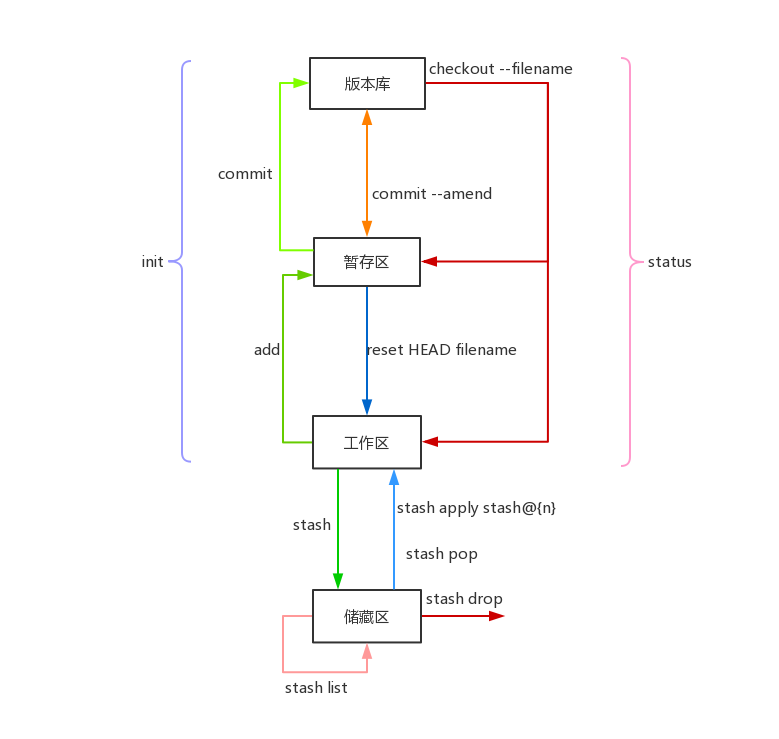 版本库
checkout --filename
commit
commit --amend
init
暂存区
status
add
reset HEAD filename
工作区
stash apply stash@{n}
stash
stash pop
stash drop
储藏区
stash list